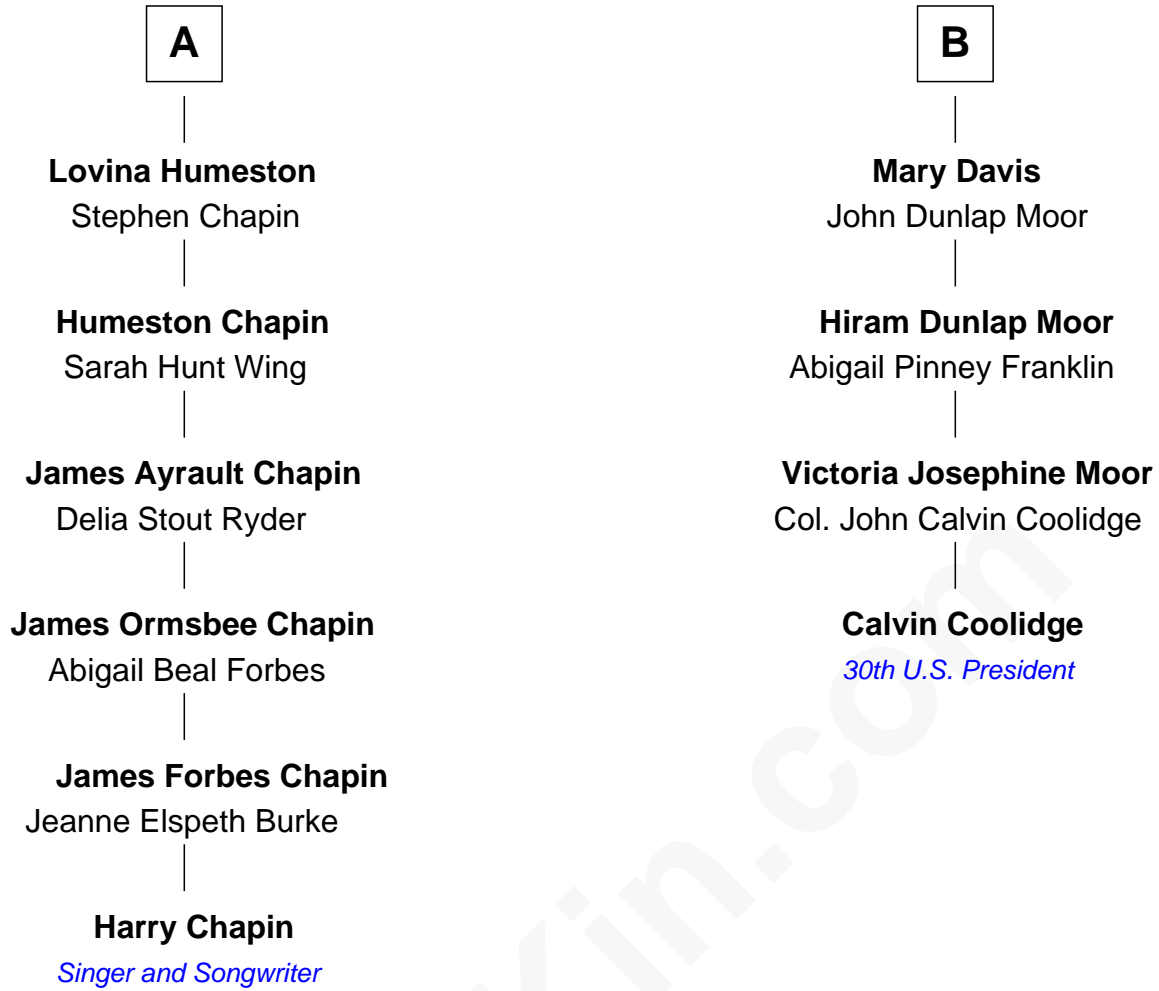 A
Lovina Humeston
Stephen Chapin
Humeston Chapin
Sarah Hunt Wing
James Ayrault Chapin
Delia Stout Ryder
James Ormsbee Chapin
Abigail Beal Forbes
James Forbes Chapin
Jeanne Elspeth Burke
Harry Chapin
Singer and Songwriter
B
Mary Davis
John Dunlap Moor
Hiram Dunlap Moor
Abigail Pinney Franklin
Victoria Josephine Moor
Col. John Calvin Coolidge
Calvin Coolidge
30th U.S. President